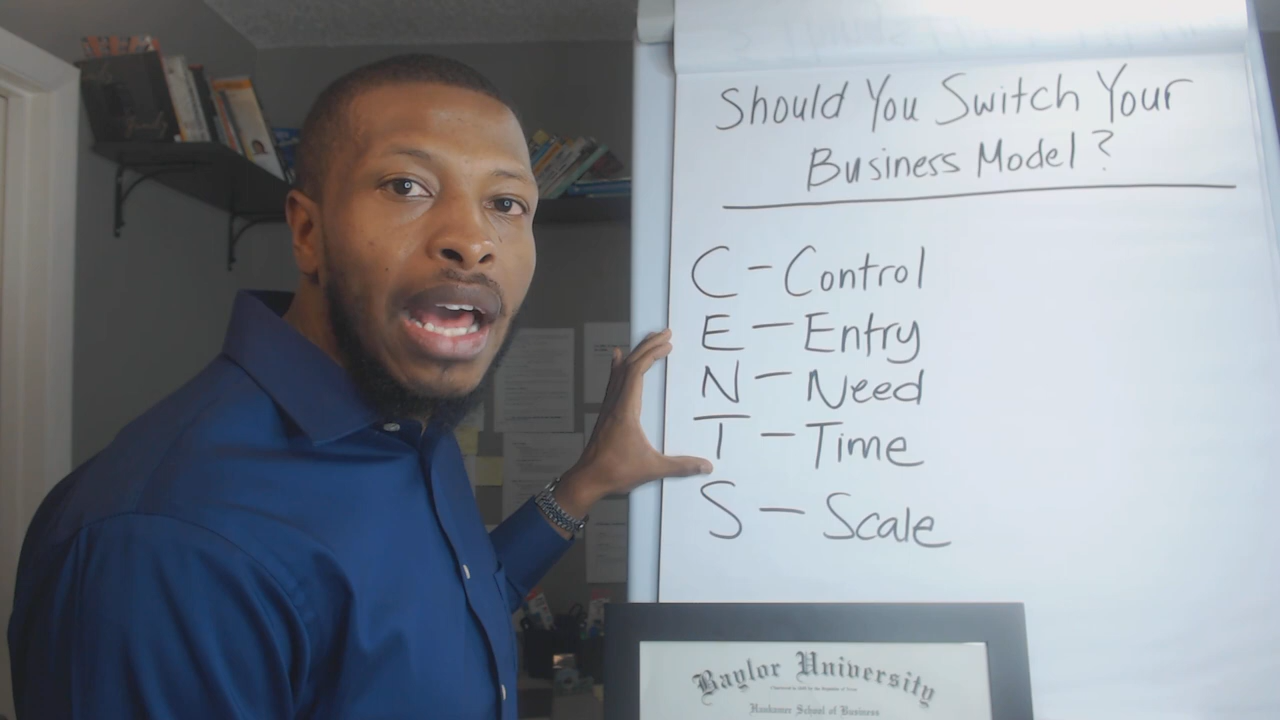 Should You Switch Your
Business Model?
C - Control
E - Entry
N - Need
T - Time
S - Scale
Baylor University
Hankamer School of Business